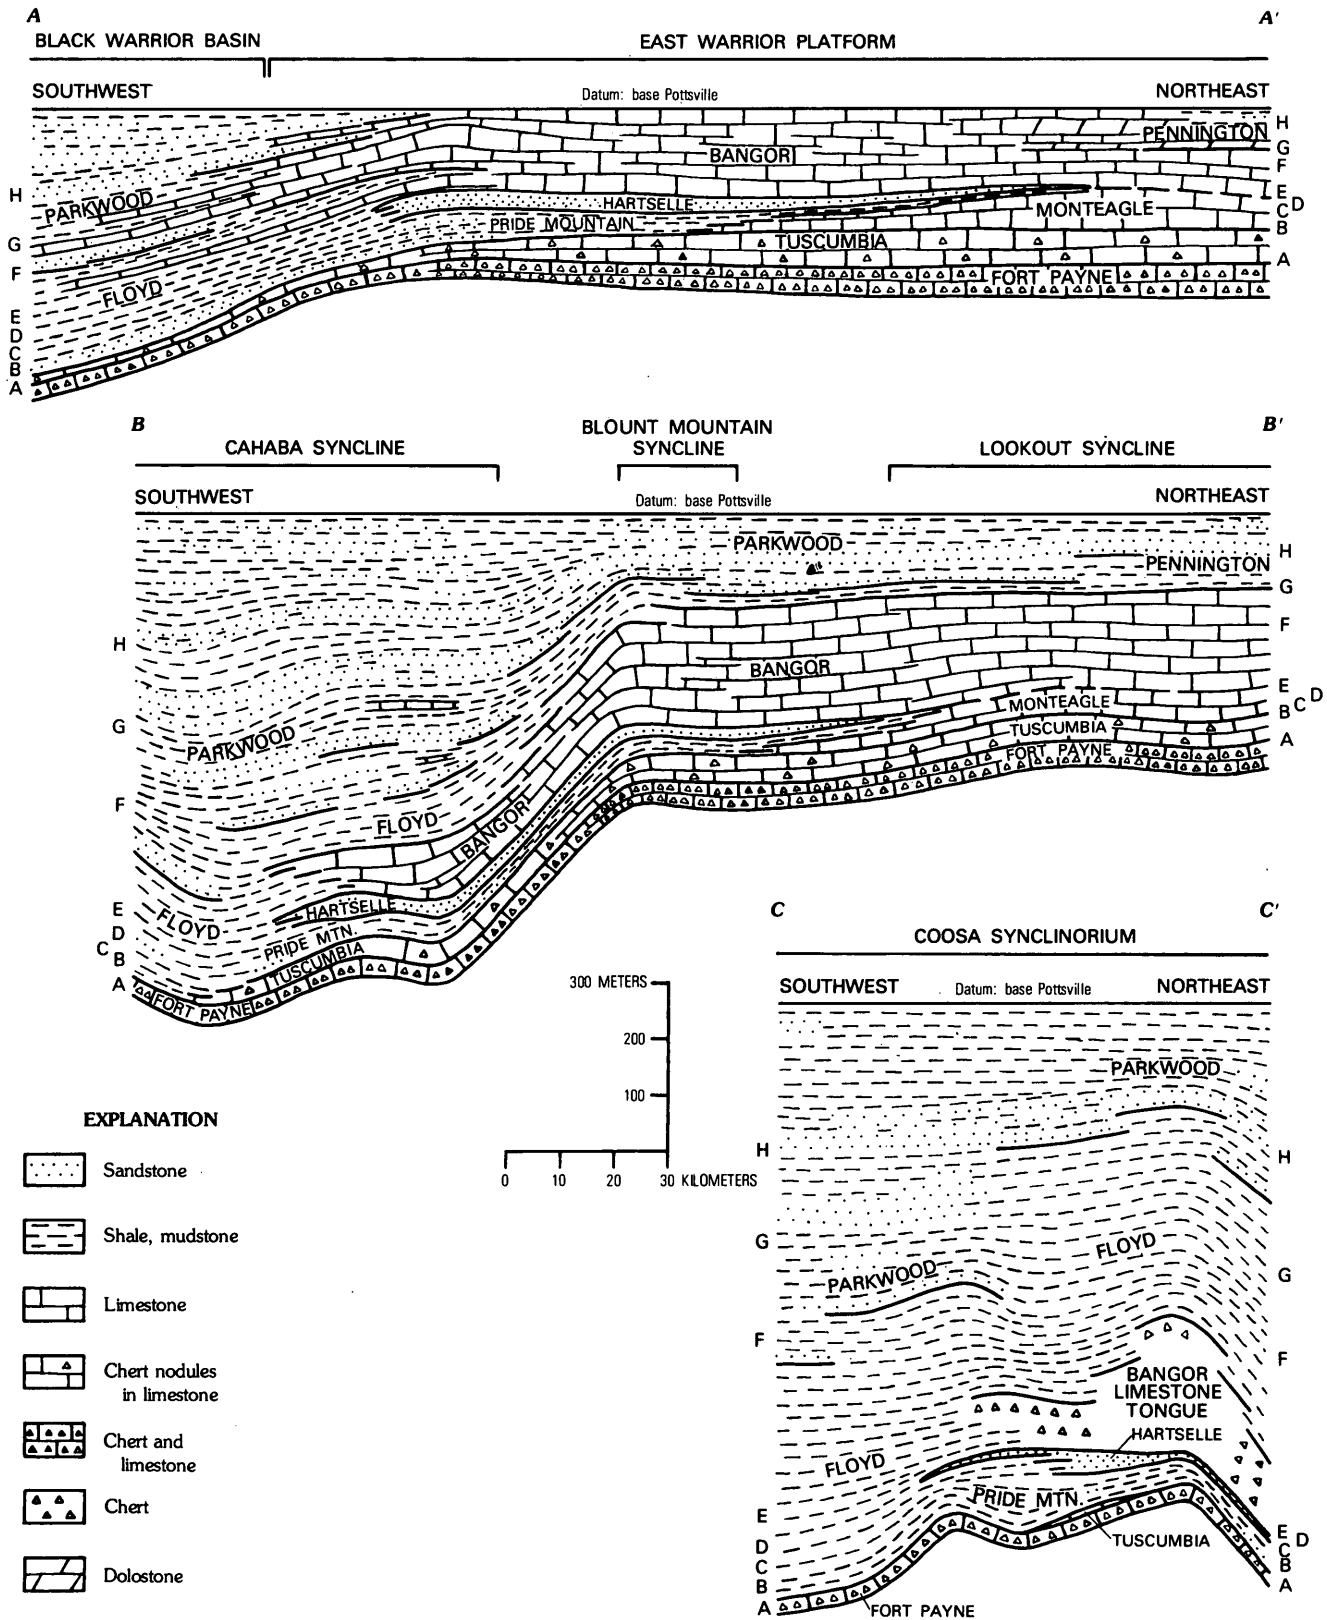 A A'
BLACK WARRIOR BASIN EAST WARRIOR PLATFORM
SOUTHWEST Datum: base Pottsville NORTHEAST
H
PENNINGTON
G
BANGOR
F
H
PARKWOOD
HARTSELLE
E
D
C
MONTEAGLE
B
G
PRIDE MOUNTAIN
TUSCUMBIA
A
F
FORT PAYNE
FLOYD
E
D
C
B
A
B B'
CAHABA SYNCLINE
BLOUNT MOUNTAIN
SYNCLINE
LOOKOUT SYNCLINE
SOUTHWEST Datum: base Pottsville NORTHEAST
PARKWOOD
H
PENNINGTON
G
F
H
BANGOR
E
D
C
B
MONTEAGLE
G
TUSCUMBIA
A
PARKWOOD
FORT PAYNE
F
FLOYD
BANGOR
E
HARTSELLE
FLOYD
D
C
B
PRIDE MTN.
TUSCUMBIA
A
FORT PAYNE
C C'
COOSA SYNCLINORIUM
SOUTHWEST Datum: base Pottsville NORTHEAST
300 METERS
200
100
0 10 20 30 KILOMETERS
PARKWOOD
H H
G
FLOYD
PARKWOOD
G
F
F
BANGOR
LIMESTONE
TONGUE
HARTSELLE
FLOYD
PRIDE MTN.
E
E
D
D
C
TUSCUMBIA
C
B
B
A
A
FORT PAYNE
EXPLANATION
Sandstone
Shale, mudstone
Limestone
Chert nodules
in limestone
Chert and
limestone
Chert
Dolostone